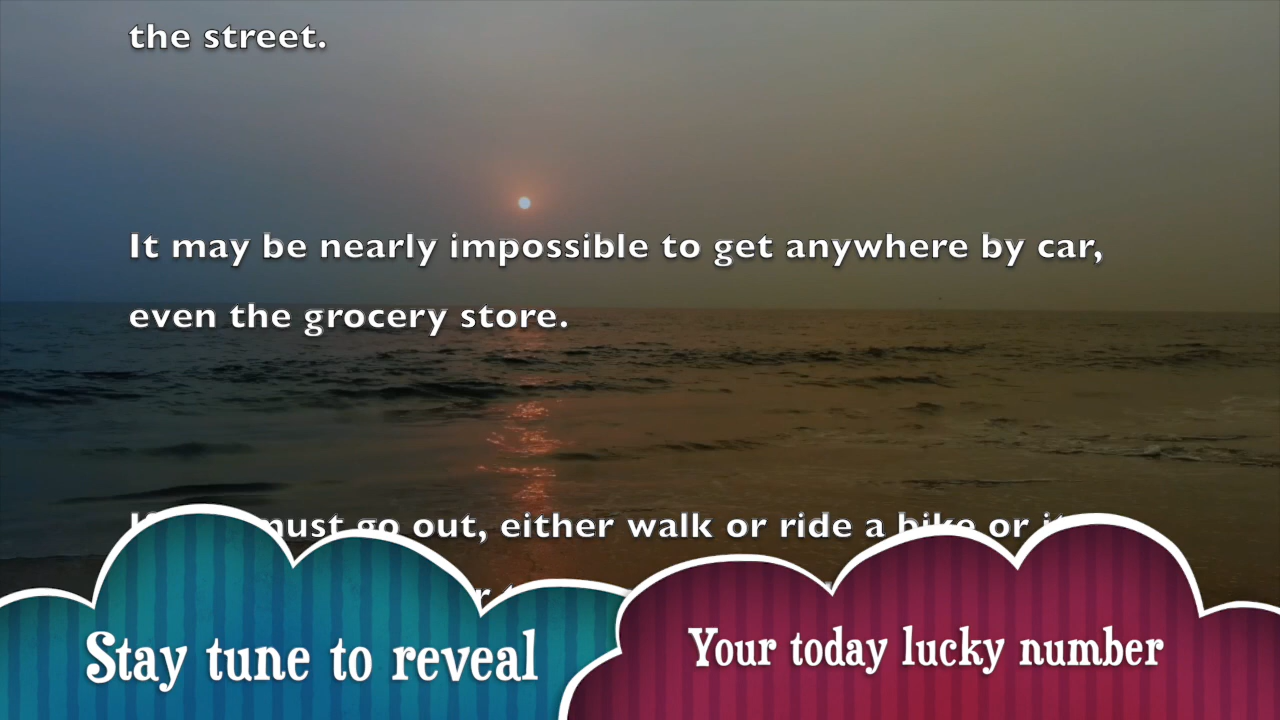 the street.
It may be nearly impossible to get anywhere by car,
even the grocery store.
must go out, either walk or ride a bike or
Stay tune to reveal
Your today lucky number